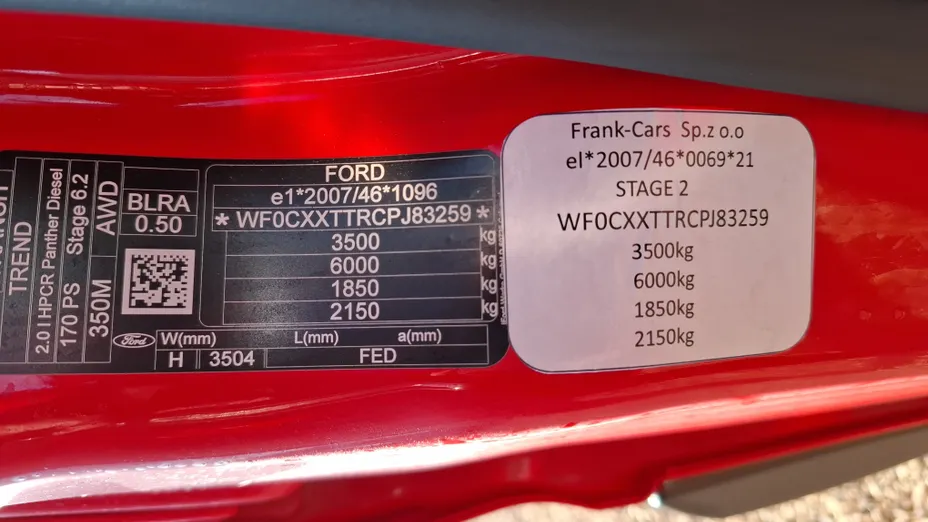 TREND
2.0 l HPCR Panther Diesel
170 PS Stage 6.2
350M AWD
BLRA
0.50
Ford
FORD
e1*2007/46*1096
* WF0CXXTTRCPJ83259 *
3500 kg
6000 kg
1850
2150 kg
W(mm) L(mm) a(mm)
H 3504 FED
Frank-Cars Sp.z o.o
el*2007/46*0069*21
STAGE 2
WF0CXXTTRCPJ83259
3500kg
6000kg
1850kg
2150kg